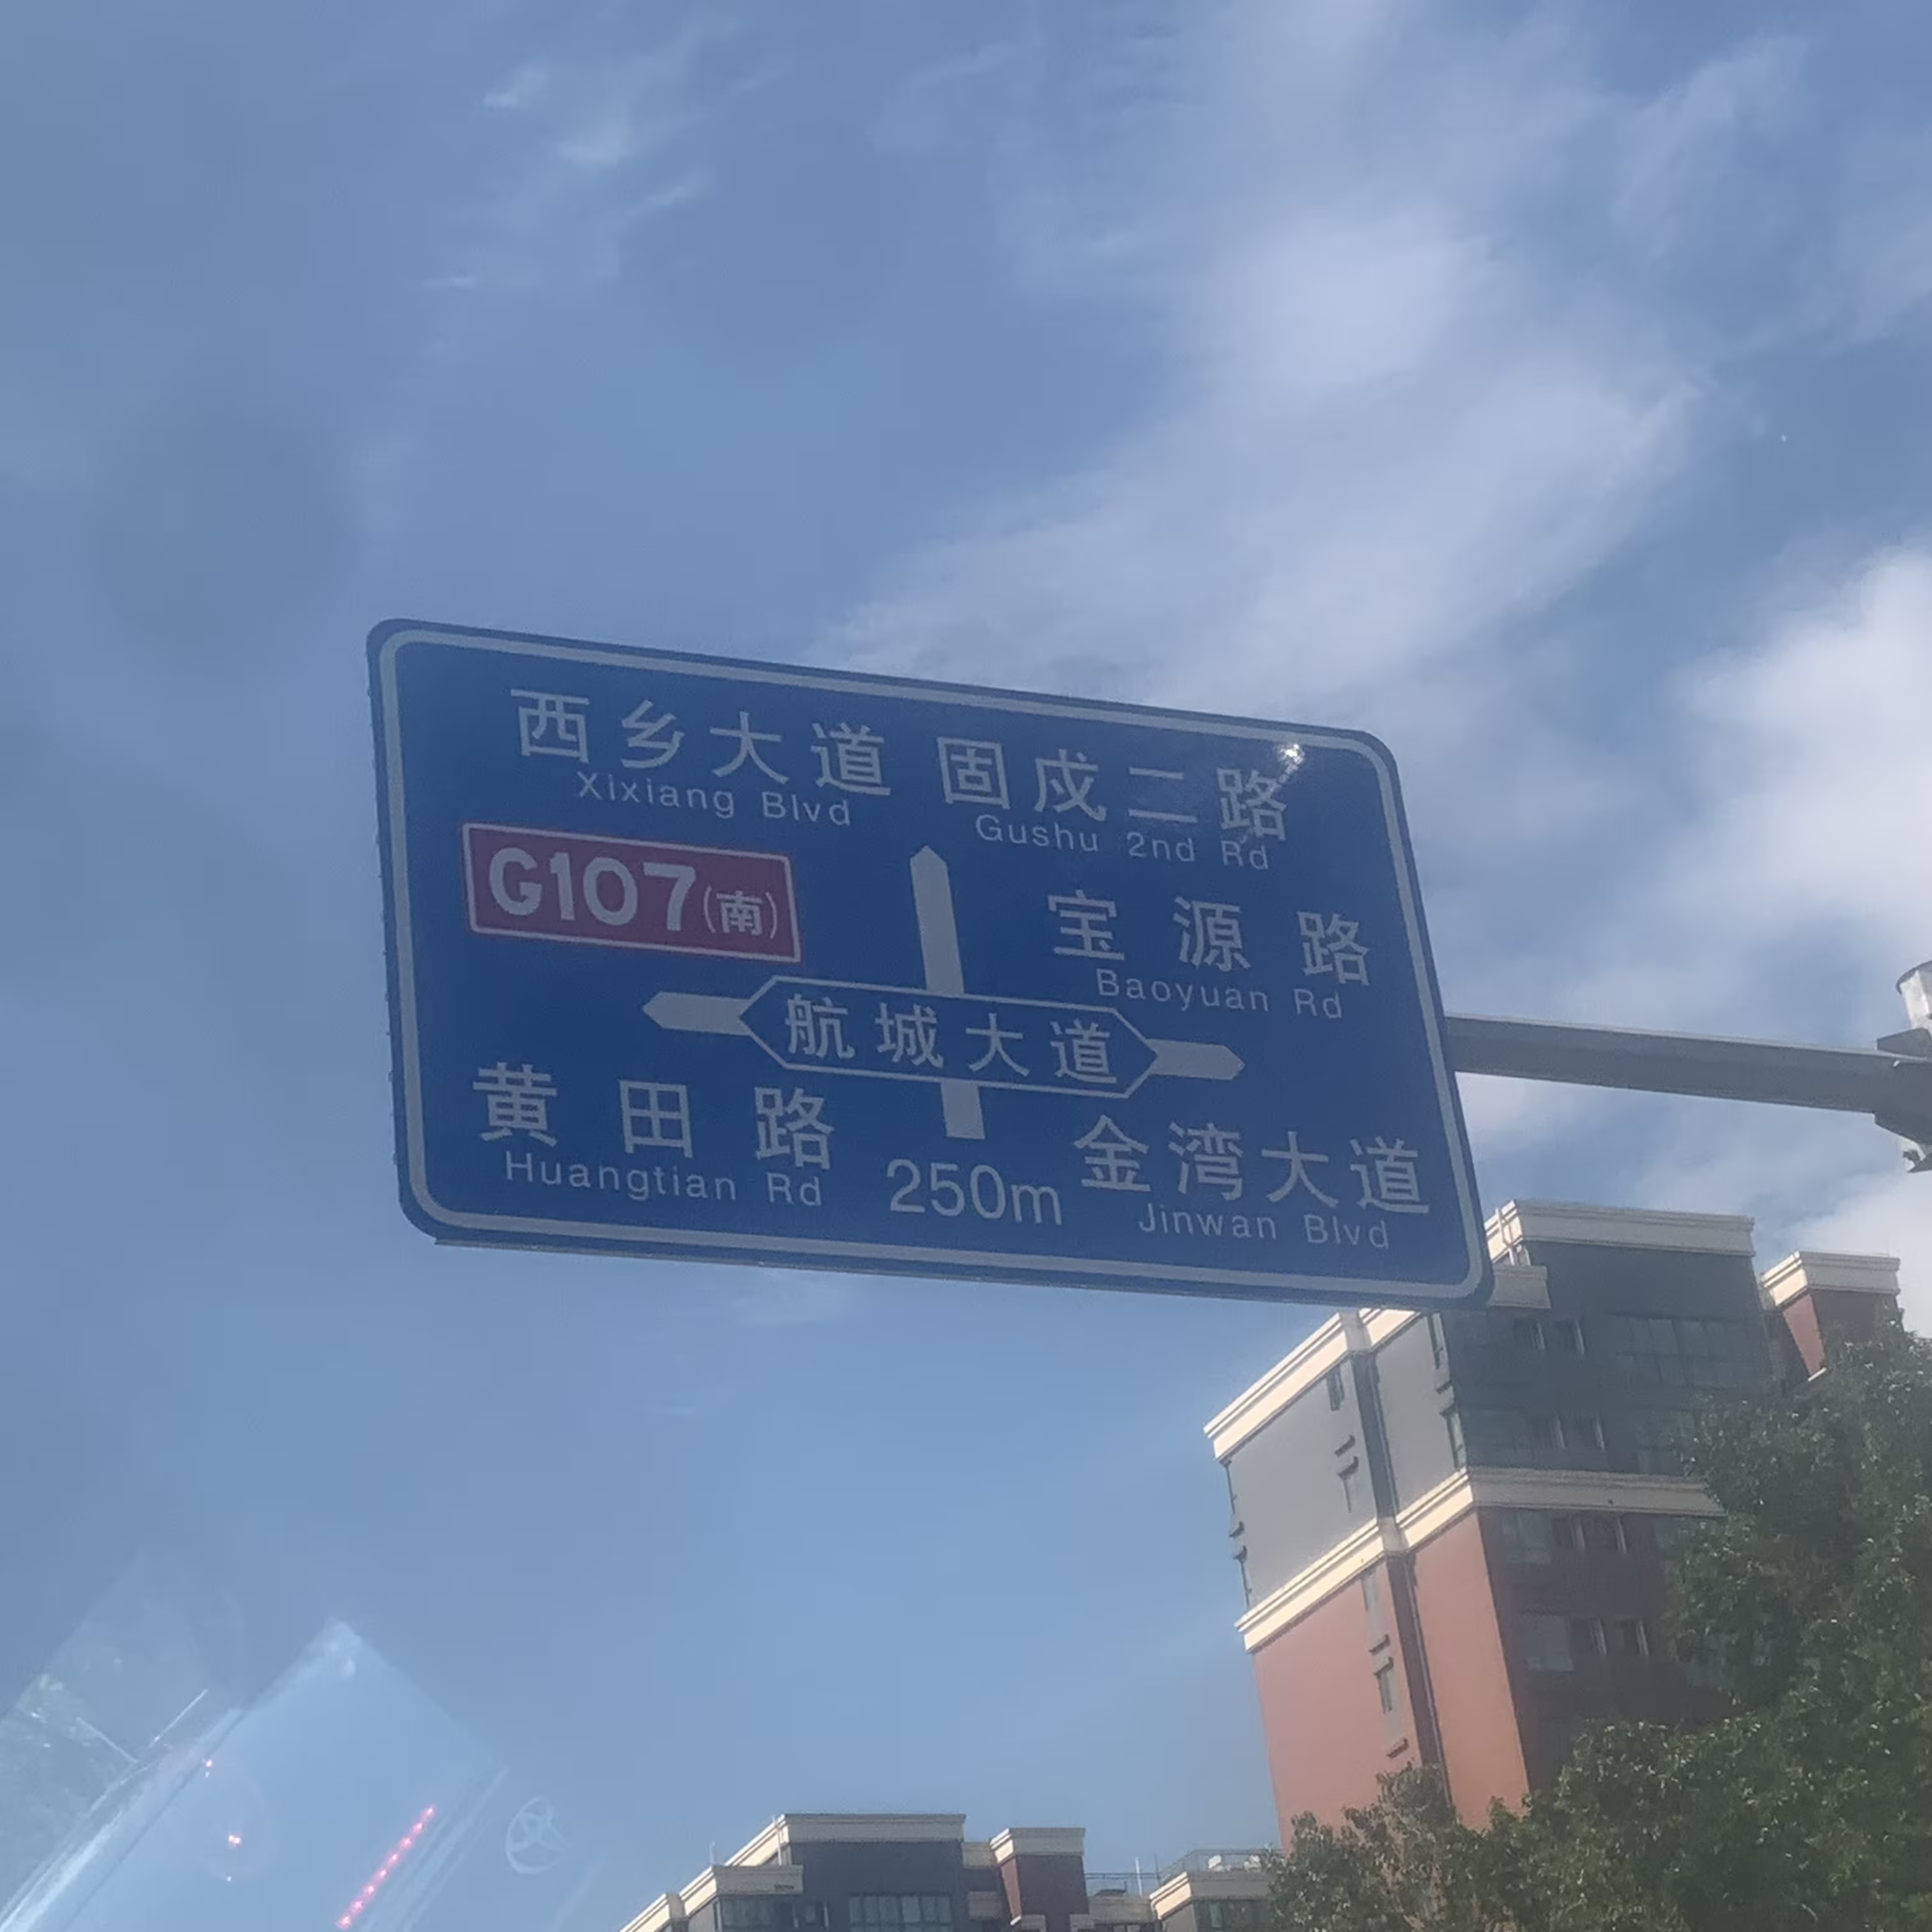 西乡大道 固戍二路
Xixiang Blvd Gushu 2nd Rd
G107(南)
宝源路
Baoyuan Rd
航城大道
黄田路
Huangtian Rd
250m
金湾大道
Jinwan Blvd